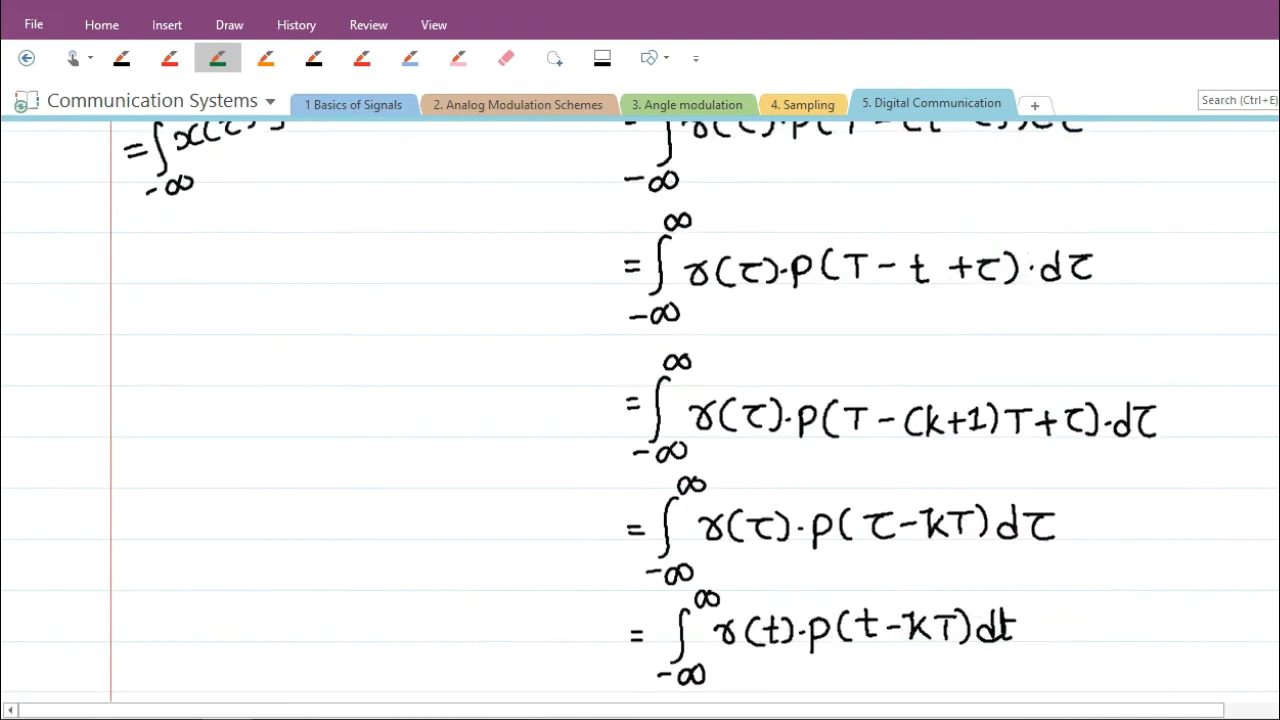 File Home Insert Draw History Review View
Communication Systems 1 Basics of Signals 2. Analog Modulation Schemes 3. Angle modulation 4. Sampling 5. Digital Communication + Search (Ctrl+E)
= ∫ x(τ)
-∞
-∞
∞
= ∫ r(τ)·p(T - t + τ)·dτ
-∞
∞
= ∫ r(τ)·p(T - (k+1)T + τ)·dτ
-∞
∞
= ∫ r(τ)·p(τ - kT)dτ
-∞
∞
= ∫ r(t)·p(t - kT)dt
-∞